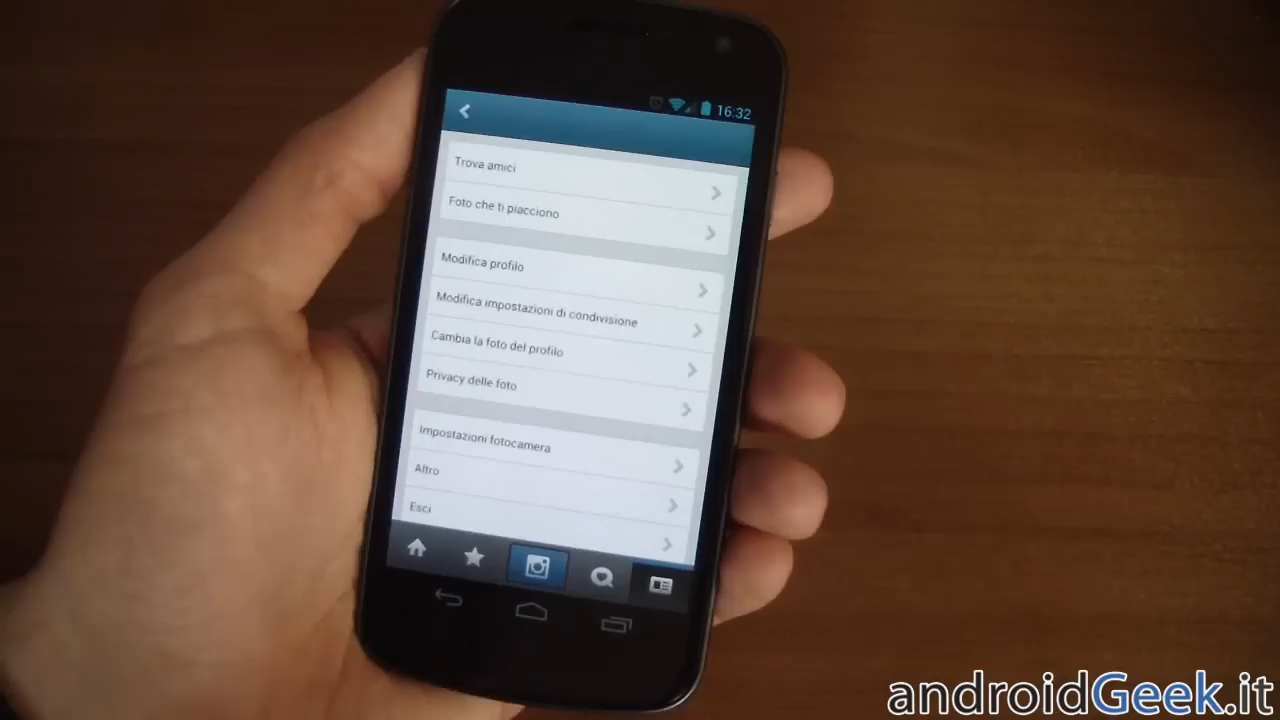 16:32
Trova amici
Foto che ti piacciono
Modifica profilo
Modifica impostazioni di condivisione
Cambia la foto del profilo
Privacy delle foto
Impostazioni fotocamera
Altro
Esci
androidGeek.it